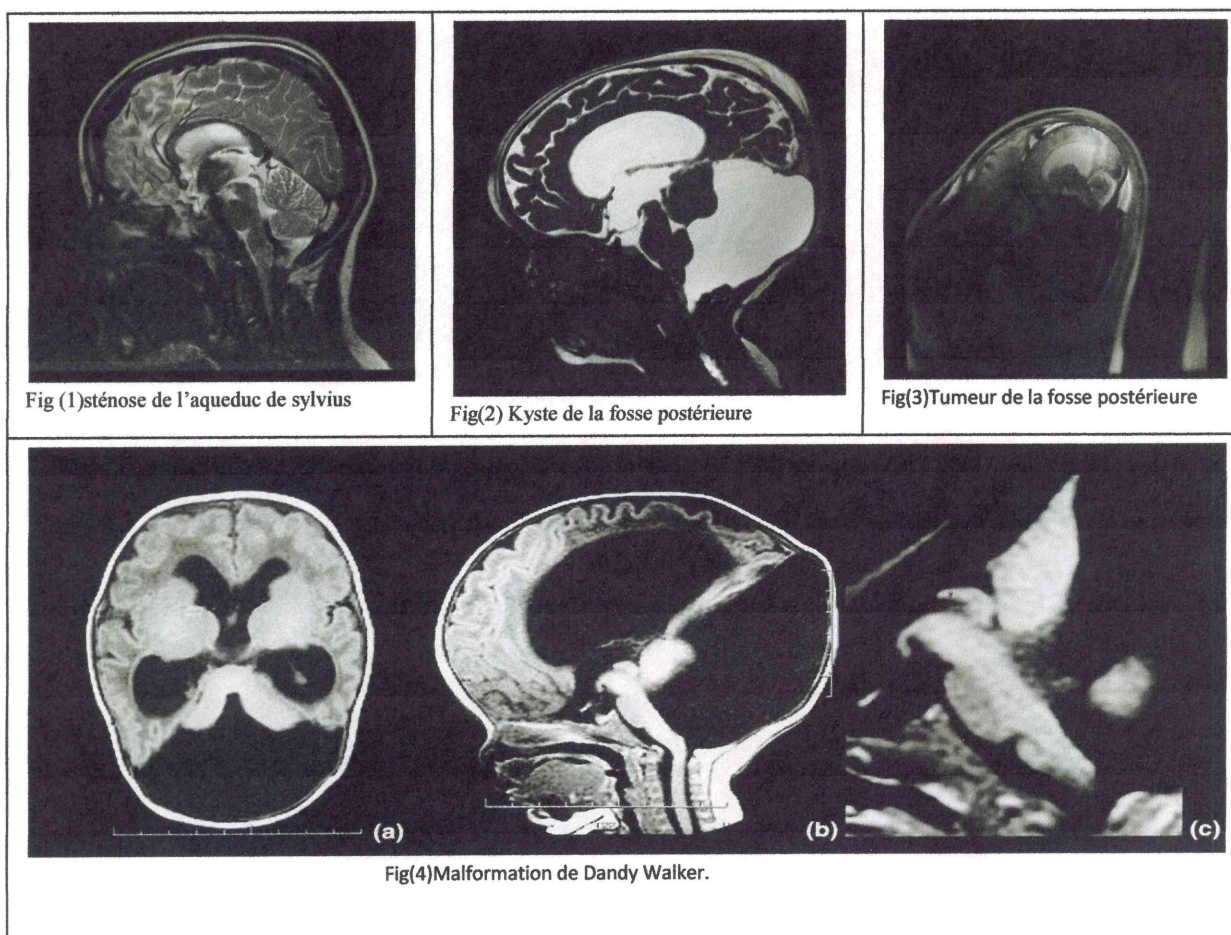 Fig (1)sténose de l'aqueduc de sylvius
Fig(2) Kyste de la fosse postérieure
Fig(3)Tumeur de la fosse postérieure
(a)
(b)
(c)
Fig(4)Malformation de Dandy Walker.